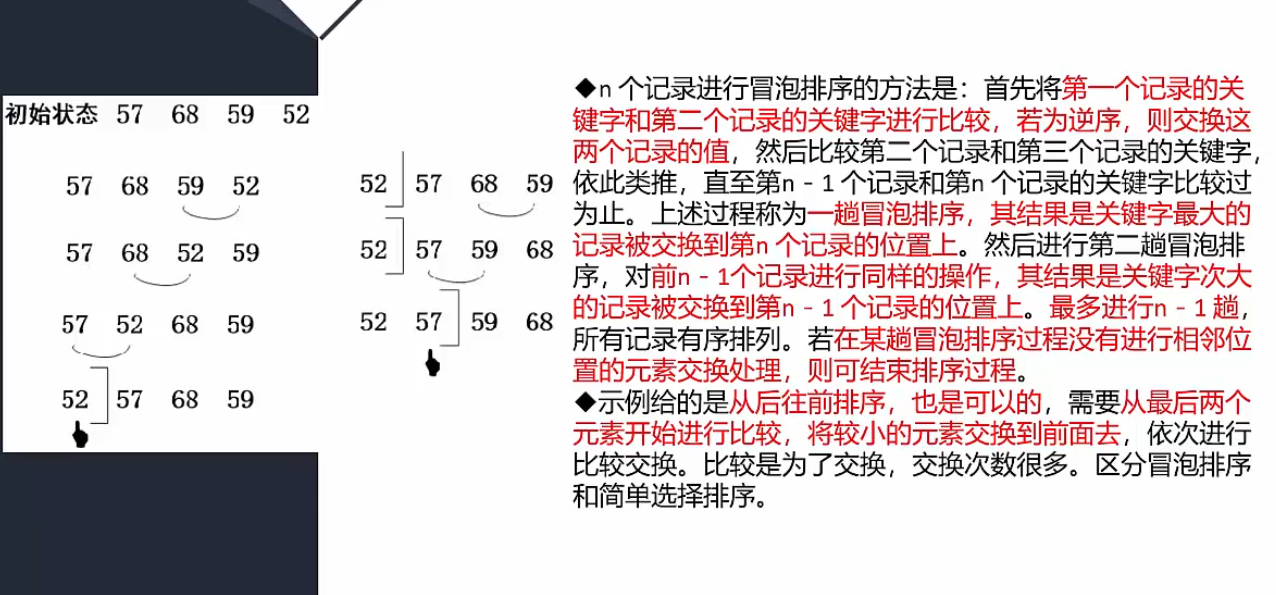 初始状态 57 68 59 52
57 68 59 52
57 68 52 59
57 52 68 59
52 57 68 59
52 57 68 59
52 57 59 68
52 57 59 68
◆n 个记录进行冒泡排序的方法是：首先将第一个记录的关
键字和第二个记录的关键字进行比较，若为逆序，则交换这
两个记录的值，然后比较第二个记录和第三个记录的关键字，
依此类推，直至第n - 1 个记录和第n 个记录的关键字比较过
为止。上述过程称为一趟冒泡排序，其结果是关键字最大的
记录被交换到第n 个记录的位置上。然后进行第二趟冒泡排
序，对前n - 1个记录进行同样的操作，其结果是关键字次大
的记录被交换到第n - 1 个记录的位置上。最多进行n - 1 趟，
所有记录有序排列。若在某趟冒泡排序过程没有进行相邻位
置的元素交换处理，则可结束排序过程。
◆示例给的是从后往前排序，也是可以的，需要从最后两个
元素开始进行比较，将较小的元素交换到前面去，依次进行
比较交换。比较是为了交换，交换次数很多。区分冒泡排序
和简单选择排序。